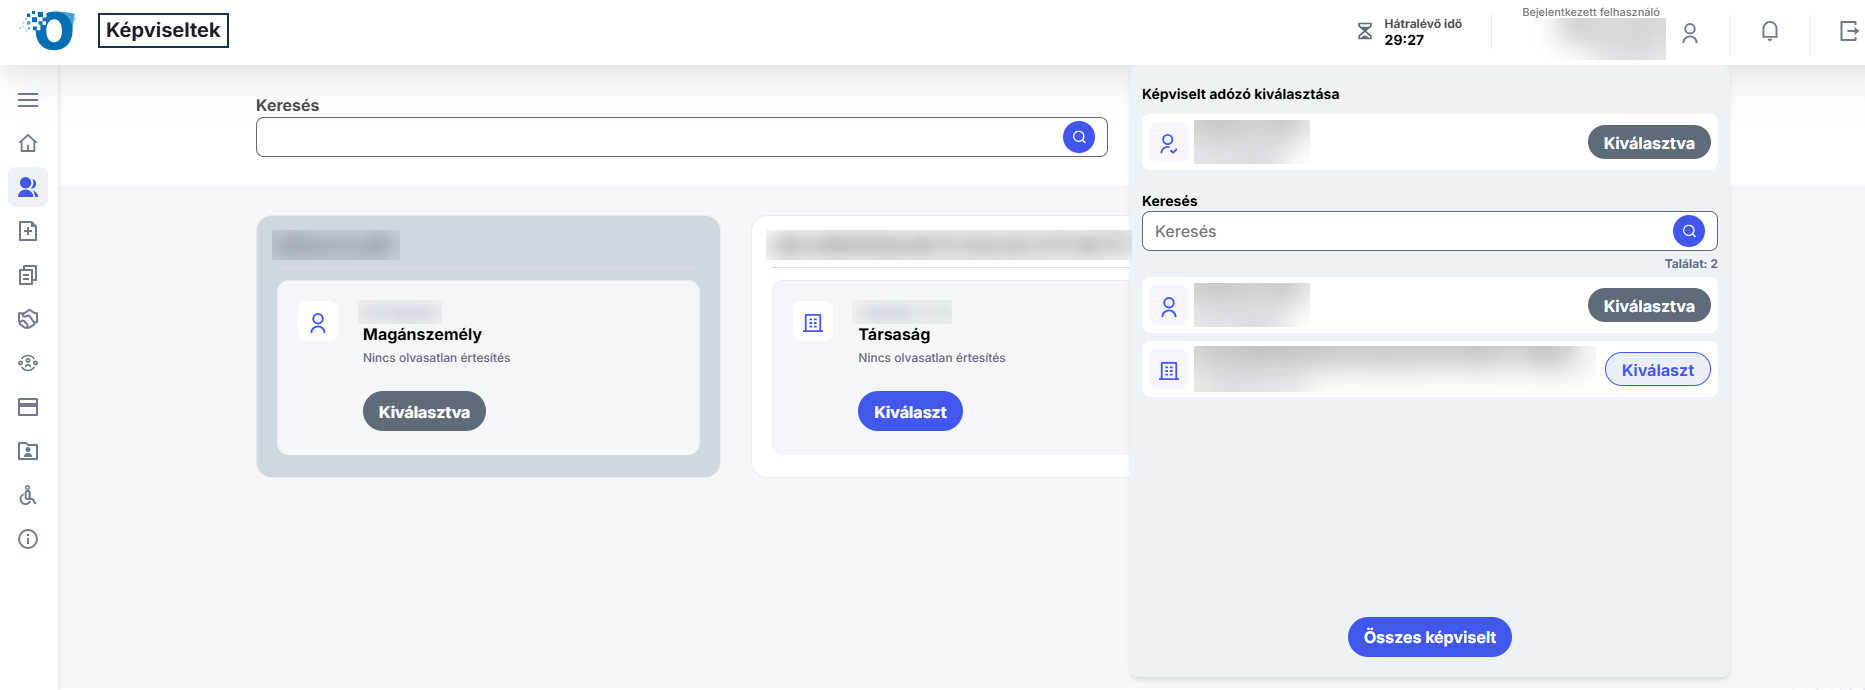 Képviseltek
Hátralévő idő
29:27
Bejelentkezett felhasználó
Keresés
Magánszemély
Nincs olvasatlan értesítés
Kiválasztva
Társaság
Nincs olvasatlan értesítés
Kiválaszt
Képviselt adózó kiválasztása
Kiválasztva
Keresés
Keresés
Találat: 2
Kiválasztva
Kiválaszt
Összes képviselt